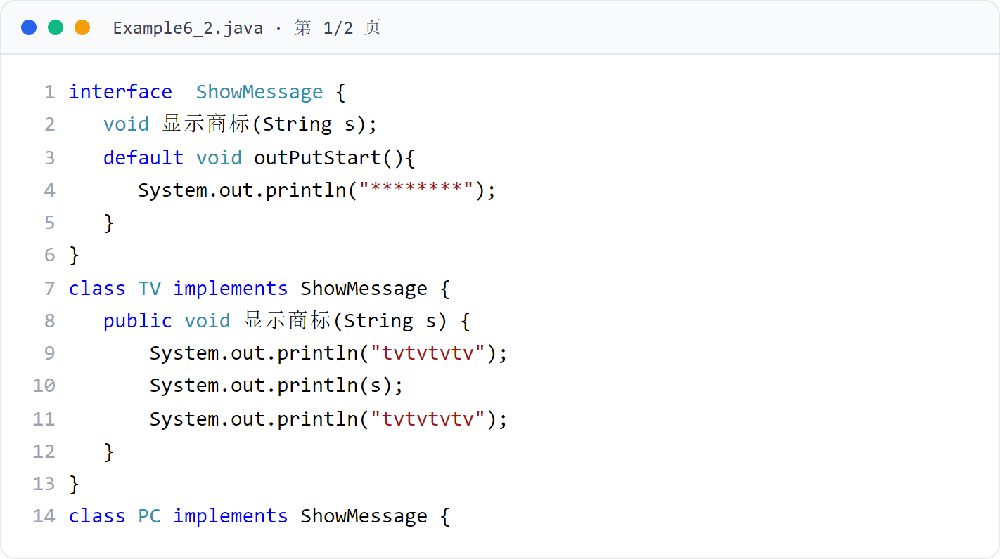 Example6_2.java · 第 1/2 页
1 interface  ShowMessage {
2    void 显示商标(String s);
3    default void outPutStart(){
4       System.out.println("********");
5    }
6 }
7 class TV implements ShowMessage {
8    public void 显示商标(String s) {
9        System.out.println("tvtvtvtv");
10        System.out.println(s);
11        System.out.println("tvtvtvtv");
12    }
13 }
14 class PC implements ShowMessage {